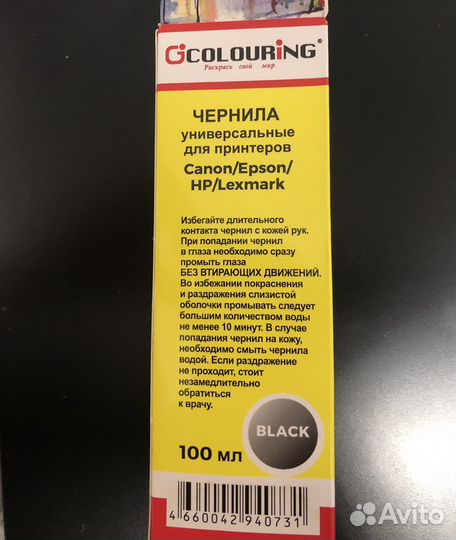 COLOURING®
Раскрась свой мир
ЧЕРНИЛА
универсальные
для принтеров
Canon/Epson/
HP/Lexmark
Избегайте длительного
контакта чернил с кожей рук.
При попадании чернил
в глаза необходимо сразу
промыть глаза
БЕЗ ВТИРАЮЩИХ ДВИЖЕНИЙ.
Во избежании покраснения
и раздражения слизистой
оболочки промывать следует
большим количеством воды
не менее 10 минут. В случае
попадания чернил на кожу,
необходимо смыть чернила
водой. Если раздражение
не проходит, стоит
незамедлительно
обратиться
к врачу.
100 мл
BLACK
4 660042 940731
Avito